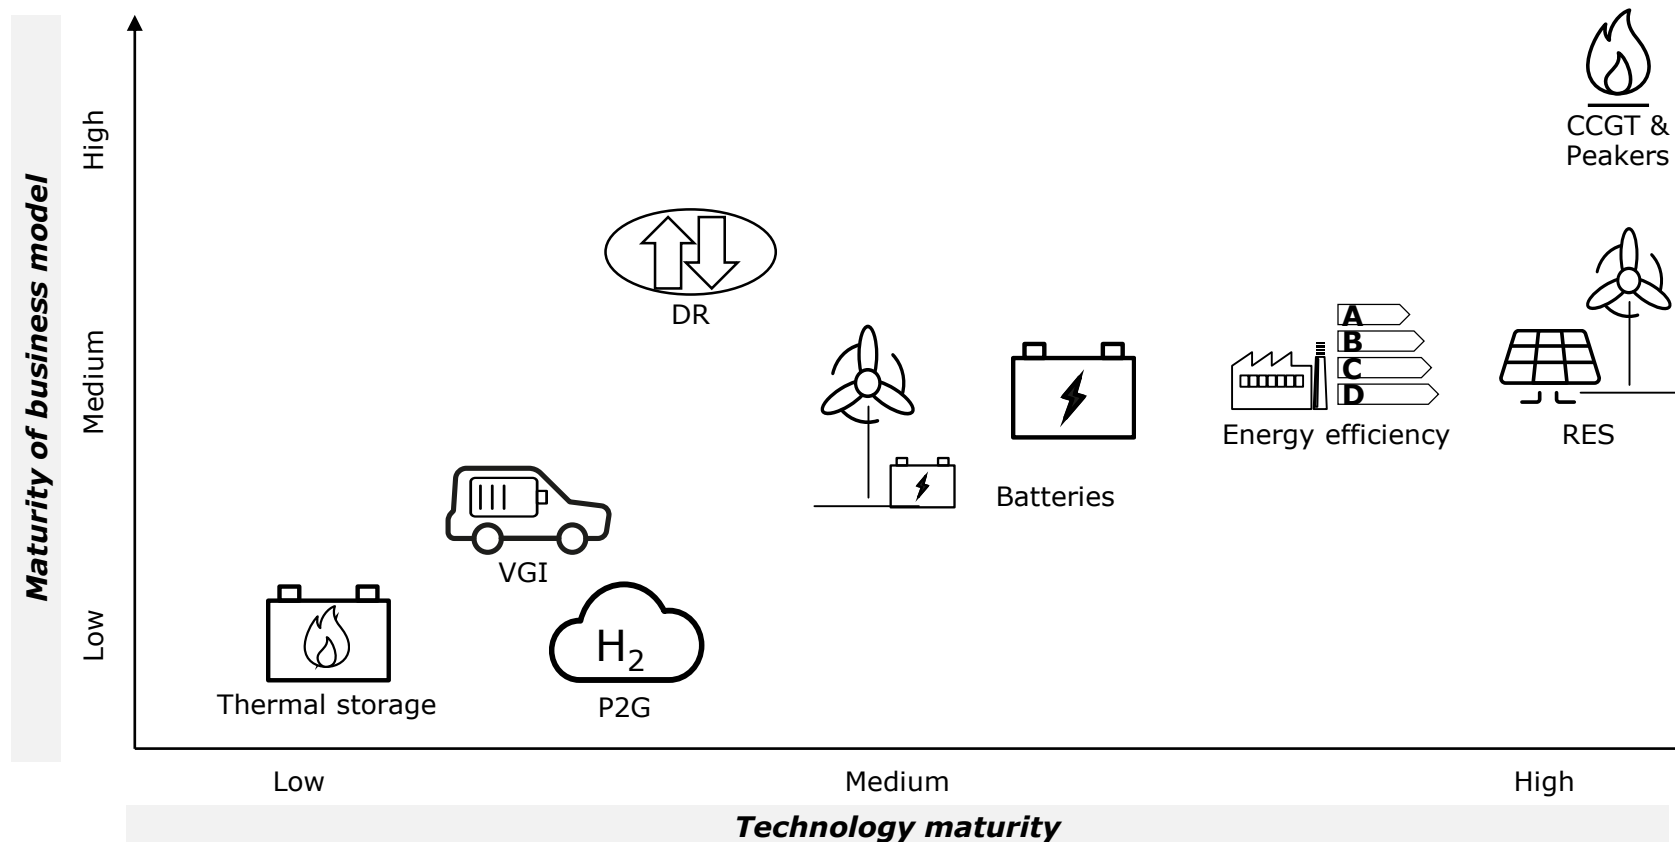 CCGT &
Peakers
High
Maturity of business model
DR
A
B
C
D
Medium
Energy efficiency
RES
Batteries
VGI
Low
H₂
Thermal storage
P2G
Low
Medium
High
Technology maturity